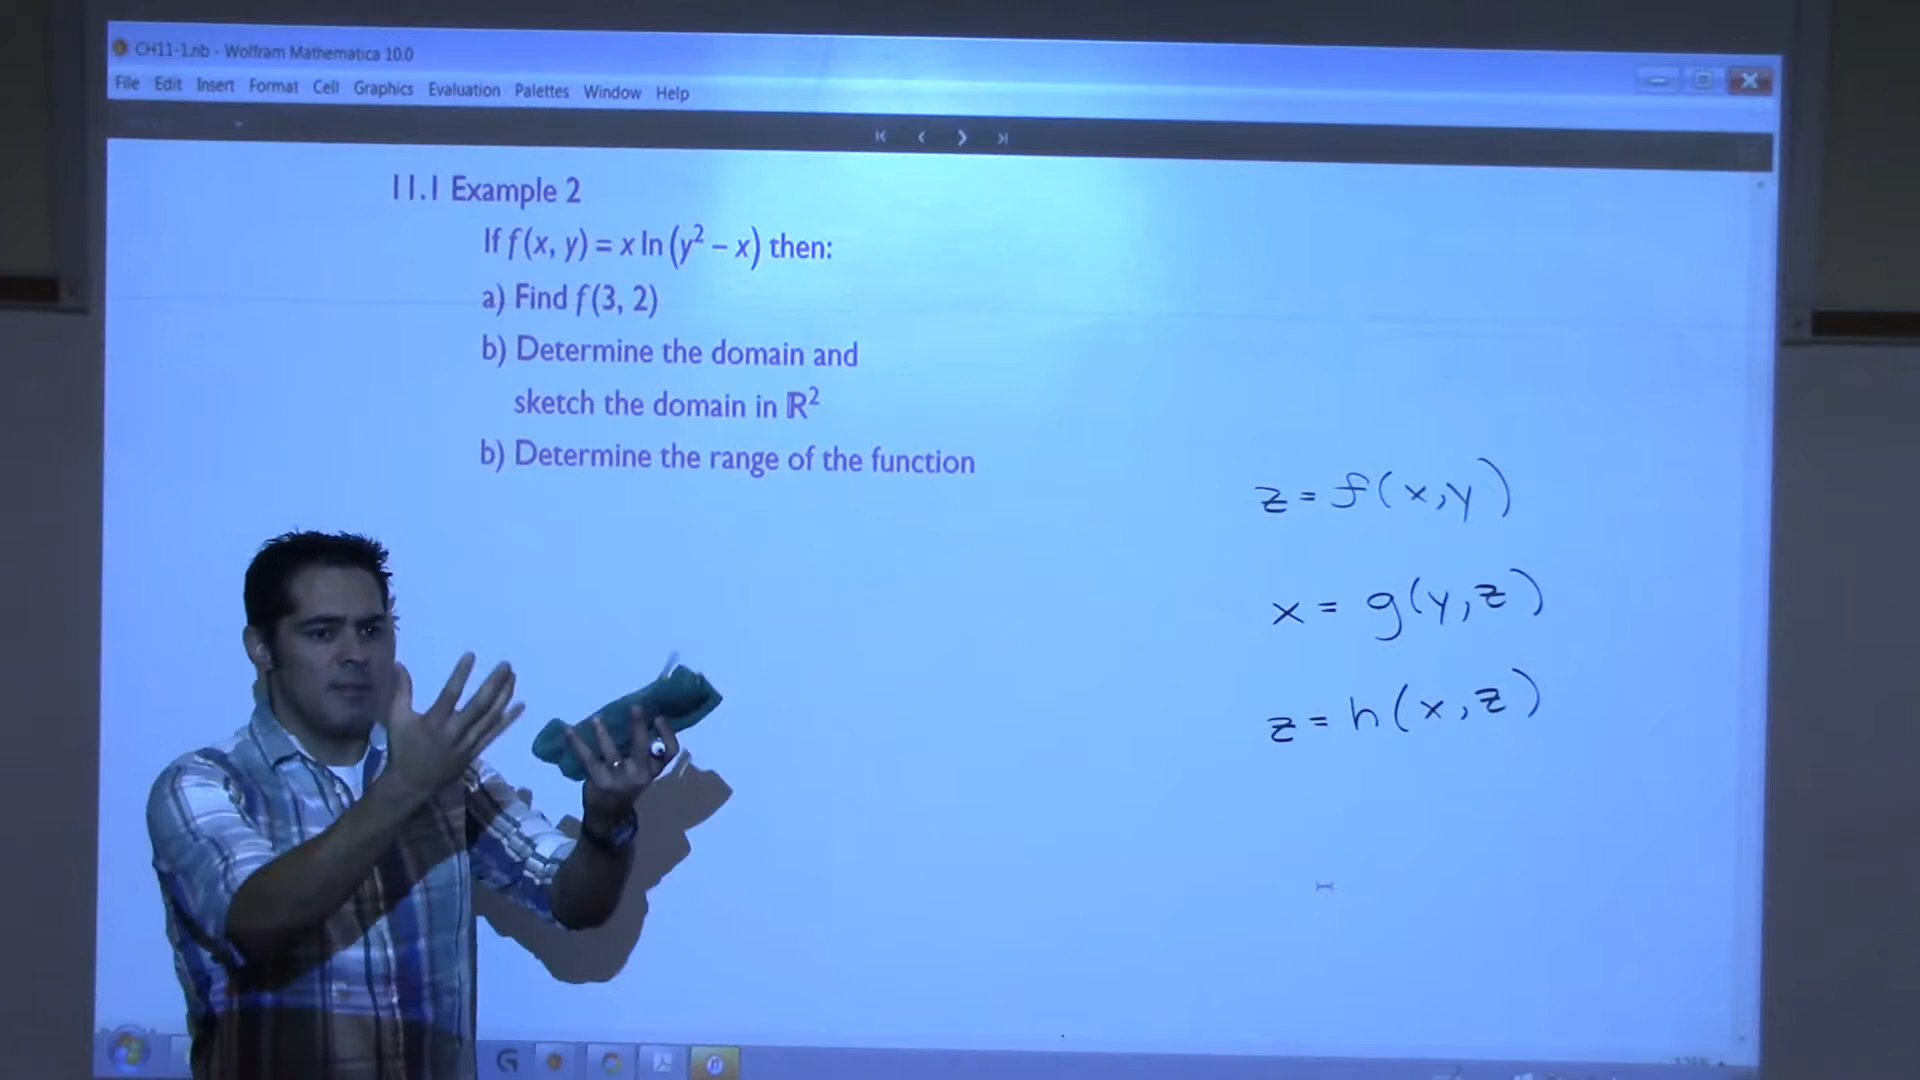 CH11-1.nb - Wolfram Mathematica 10.0
File Edit Insert Format Cell Graphics Evaluation Palettes Window Help
11.1 Example 2
If f(x, y) = x ln(y² – x) then:
a) Find f(3, 2)
b) Determine the domain and
sketch the domain in ℝ²
b) Determine the range of the function
z = f(x,y)
x = g(y,z)
z = h(x,z)